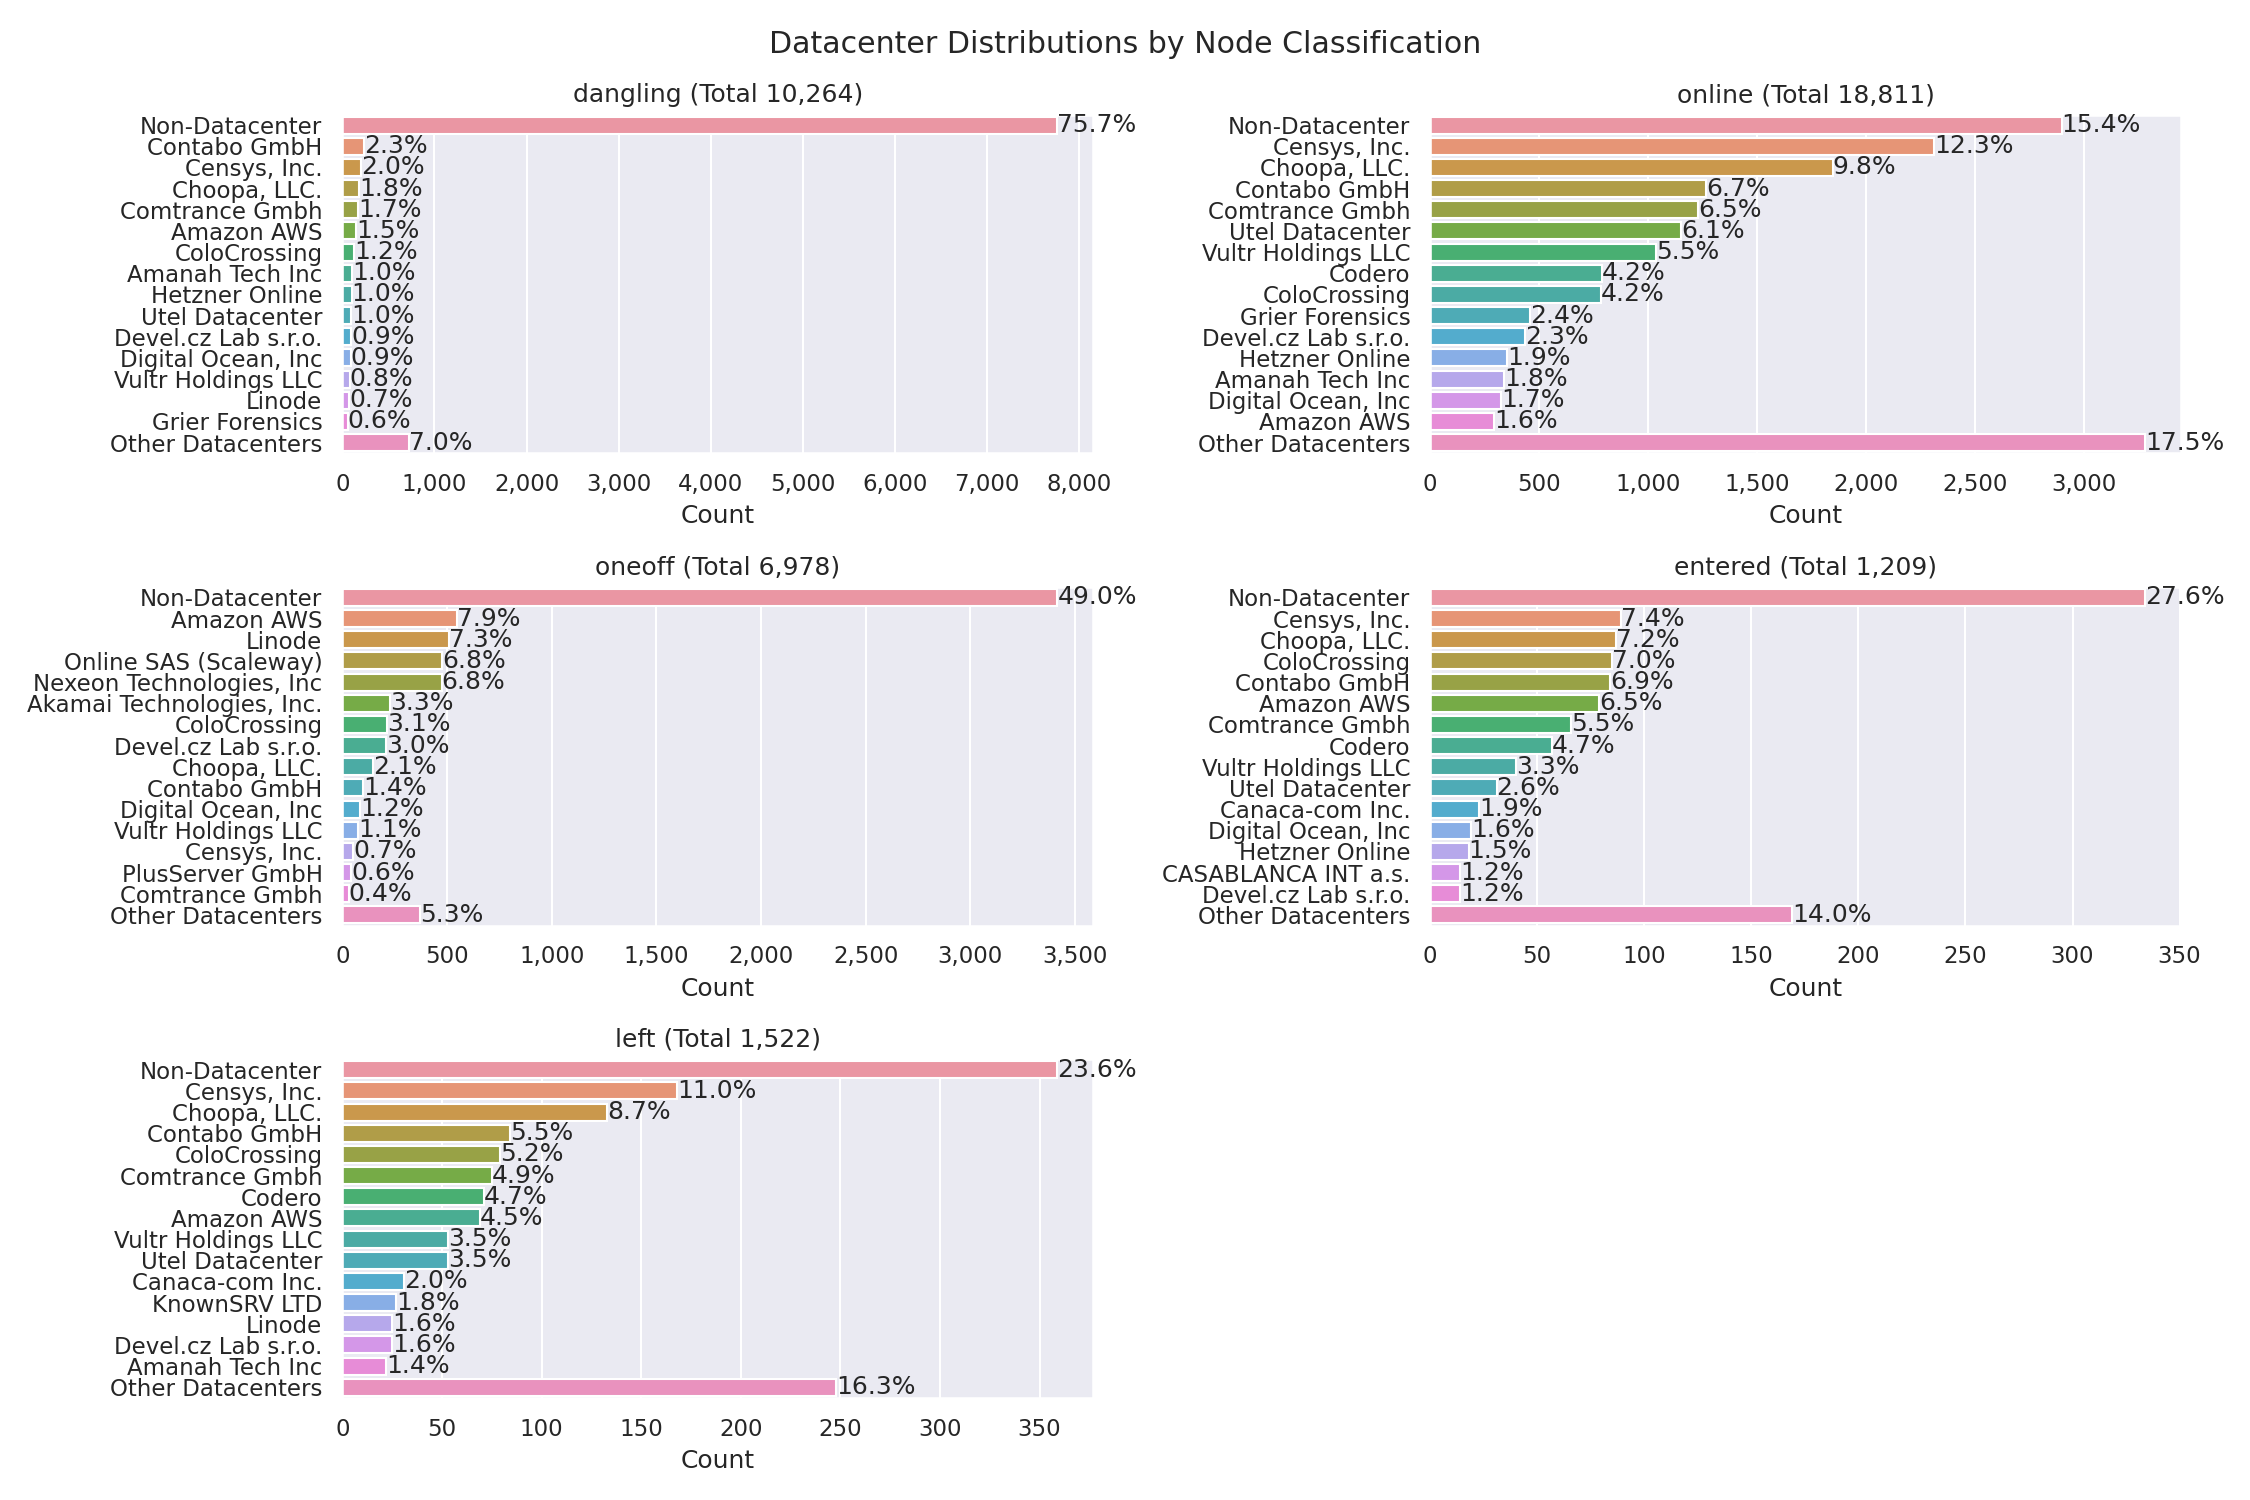 Datacenter Distributions by Node Classification
dangling (Total 10,264)
Non-Datacenter 75.7%
Contabo GmbH 2.3%
Censys, Inc. 2.0%
Choopa, LLC. 1.8%
Comtrance Gmbh 1.7%
Amazon AWS 1.5%
ColoCrossing 1.2%
Amanah Tech Inc 1.0%
Hetzner Online 1.0%
Utel Datacenter 1.0%
Devel.cz Lab s.r.o. 0.9%
Digital Ocean, Inc 0.9%
Vultr Holdings LLC 0.8%
Linode 0.7%
Grier Forensics 0.6%
Other Datacenters 7.0%
0 1,000 2,000 3,000 4,000 5,000 6,000 7,000 8,000
Count
online (Total 18,811)
Non-Datacenter 15.4%
Censys, Inc. 12.3%
Choopa, LLC. 9.8%
Contabo GmbH 6.7%
Comtrance Gmbh 6.5%
Utel Datacenter 6.1%
Vultr Holdings LLC 5.5%
Codero 4.2%
ColoCrossing 4.2%
Grier Forensics 2.4%
Devel.cz Lab s.r.o. 2.3%
Hetzner Online 1.9%
Amanah Tech Inc 1.8%
Digital Ocean, Inc 1.7%
Amazon AWS 1.6%
Other Datacenters 17.5%
0 500 1,000 1,500 2,000 2,500 3,000
Count
oneoff (Total 6,978)
Non-Datacenter 49.0%
Amazon AWS 7.9%
Linode 7.3%
Online SAS (Scaleway) 6.8%
Nexeon Technologies, Inc 6.8%
Akamai Technologies, Inc. 3.3%
ColoCrossing 3.1%
Devel.cz Lab s.r.o. 3.0%
Choopa, LLC. 2.1%
Contabo GmbH 1.4%
Digital Ocean, Inc 1.2%
Vultr Holdings LLC 1.1%
Censys, Inc. 0.7%
PlusServer GmbH 0.6%
Comtrance Gmbh 0.4%
Other Datacenters 5.3%
0 500 1,000 1,500 2,000 2,500 3,000 3,500
Count
entered (Total 1,209)
Non-Datacenter 27.6%
Censys, Inc. 7.4%
Choopa, LLC. 7.2%
ColoCrossing 7.0%
Contabo GmbH 6.9%
Amazon AWS 6.5%
Comtrance Gmbh 5.5%
Codero 4.7%
Vultr Holdings LLC 3.3%
Utel Datacenter 2.6%
Canaca-com Inc. 1.9%
Digital Ocean, Inc 1.6%
Hetzner Online 1.5%
CASABLANCA INT a.s. 1.2%
Devel.cz Lab s.r.o. 1.2%
Other Datacenters 14.0%
0 50 100 150 200 250 300 350
Count
left (Total 1,522)
Non-Datacenter 23.6%
Censys, Inc. 11.0%
Choopa, LLC. 8.7%
Contabo GmbH 5.5%
ColoCrossing 5.2%
Comtrance Gmbh 4.9%
Codero 4.7%
Amazon AWS 4.5%
Vultr Holdings LLC 3.5%
Utel Datacenter 3.5%
Canaca-com Inc. 2.0%
KnownSRV LTD 1.8%
Linode 1.6%
Devel.cz Lab s.r.o. 1.6%
Amanah Tech Inc 1.4%
Other Datacenters 16.3%
0 50 100 150 200 250 300 350
Count